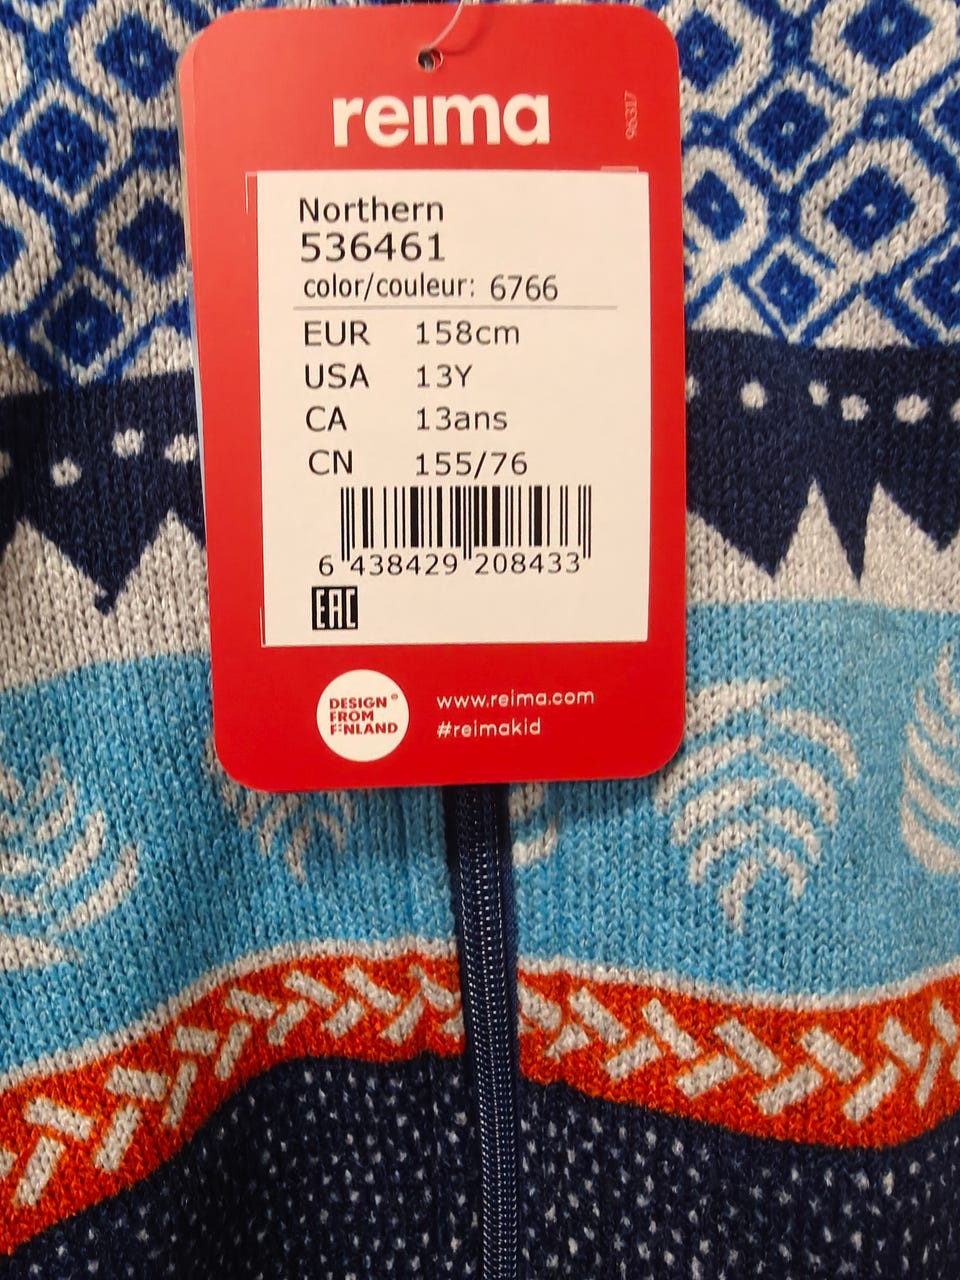 reima
96317
Northern
536461
color/couleur: 6766
EUR 158cm
USA 13Y
CA 13ans
CN 155/76
6 438429 208433
EAC
DESIGN
FROM
FINLAND
www.reima.com
#reimakid